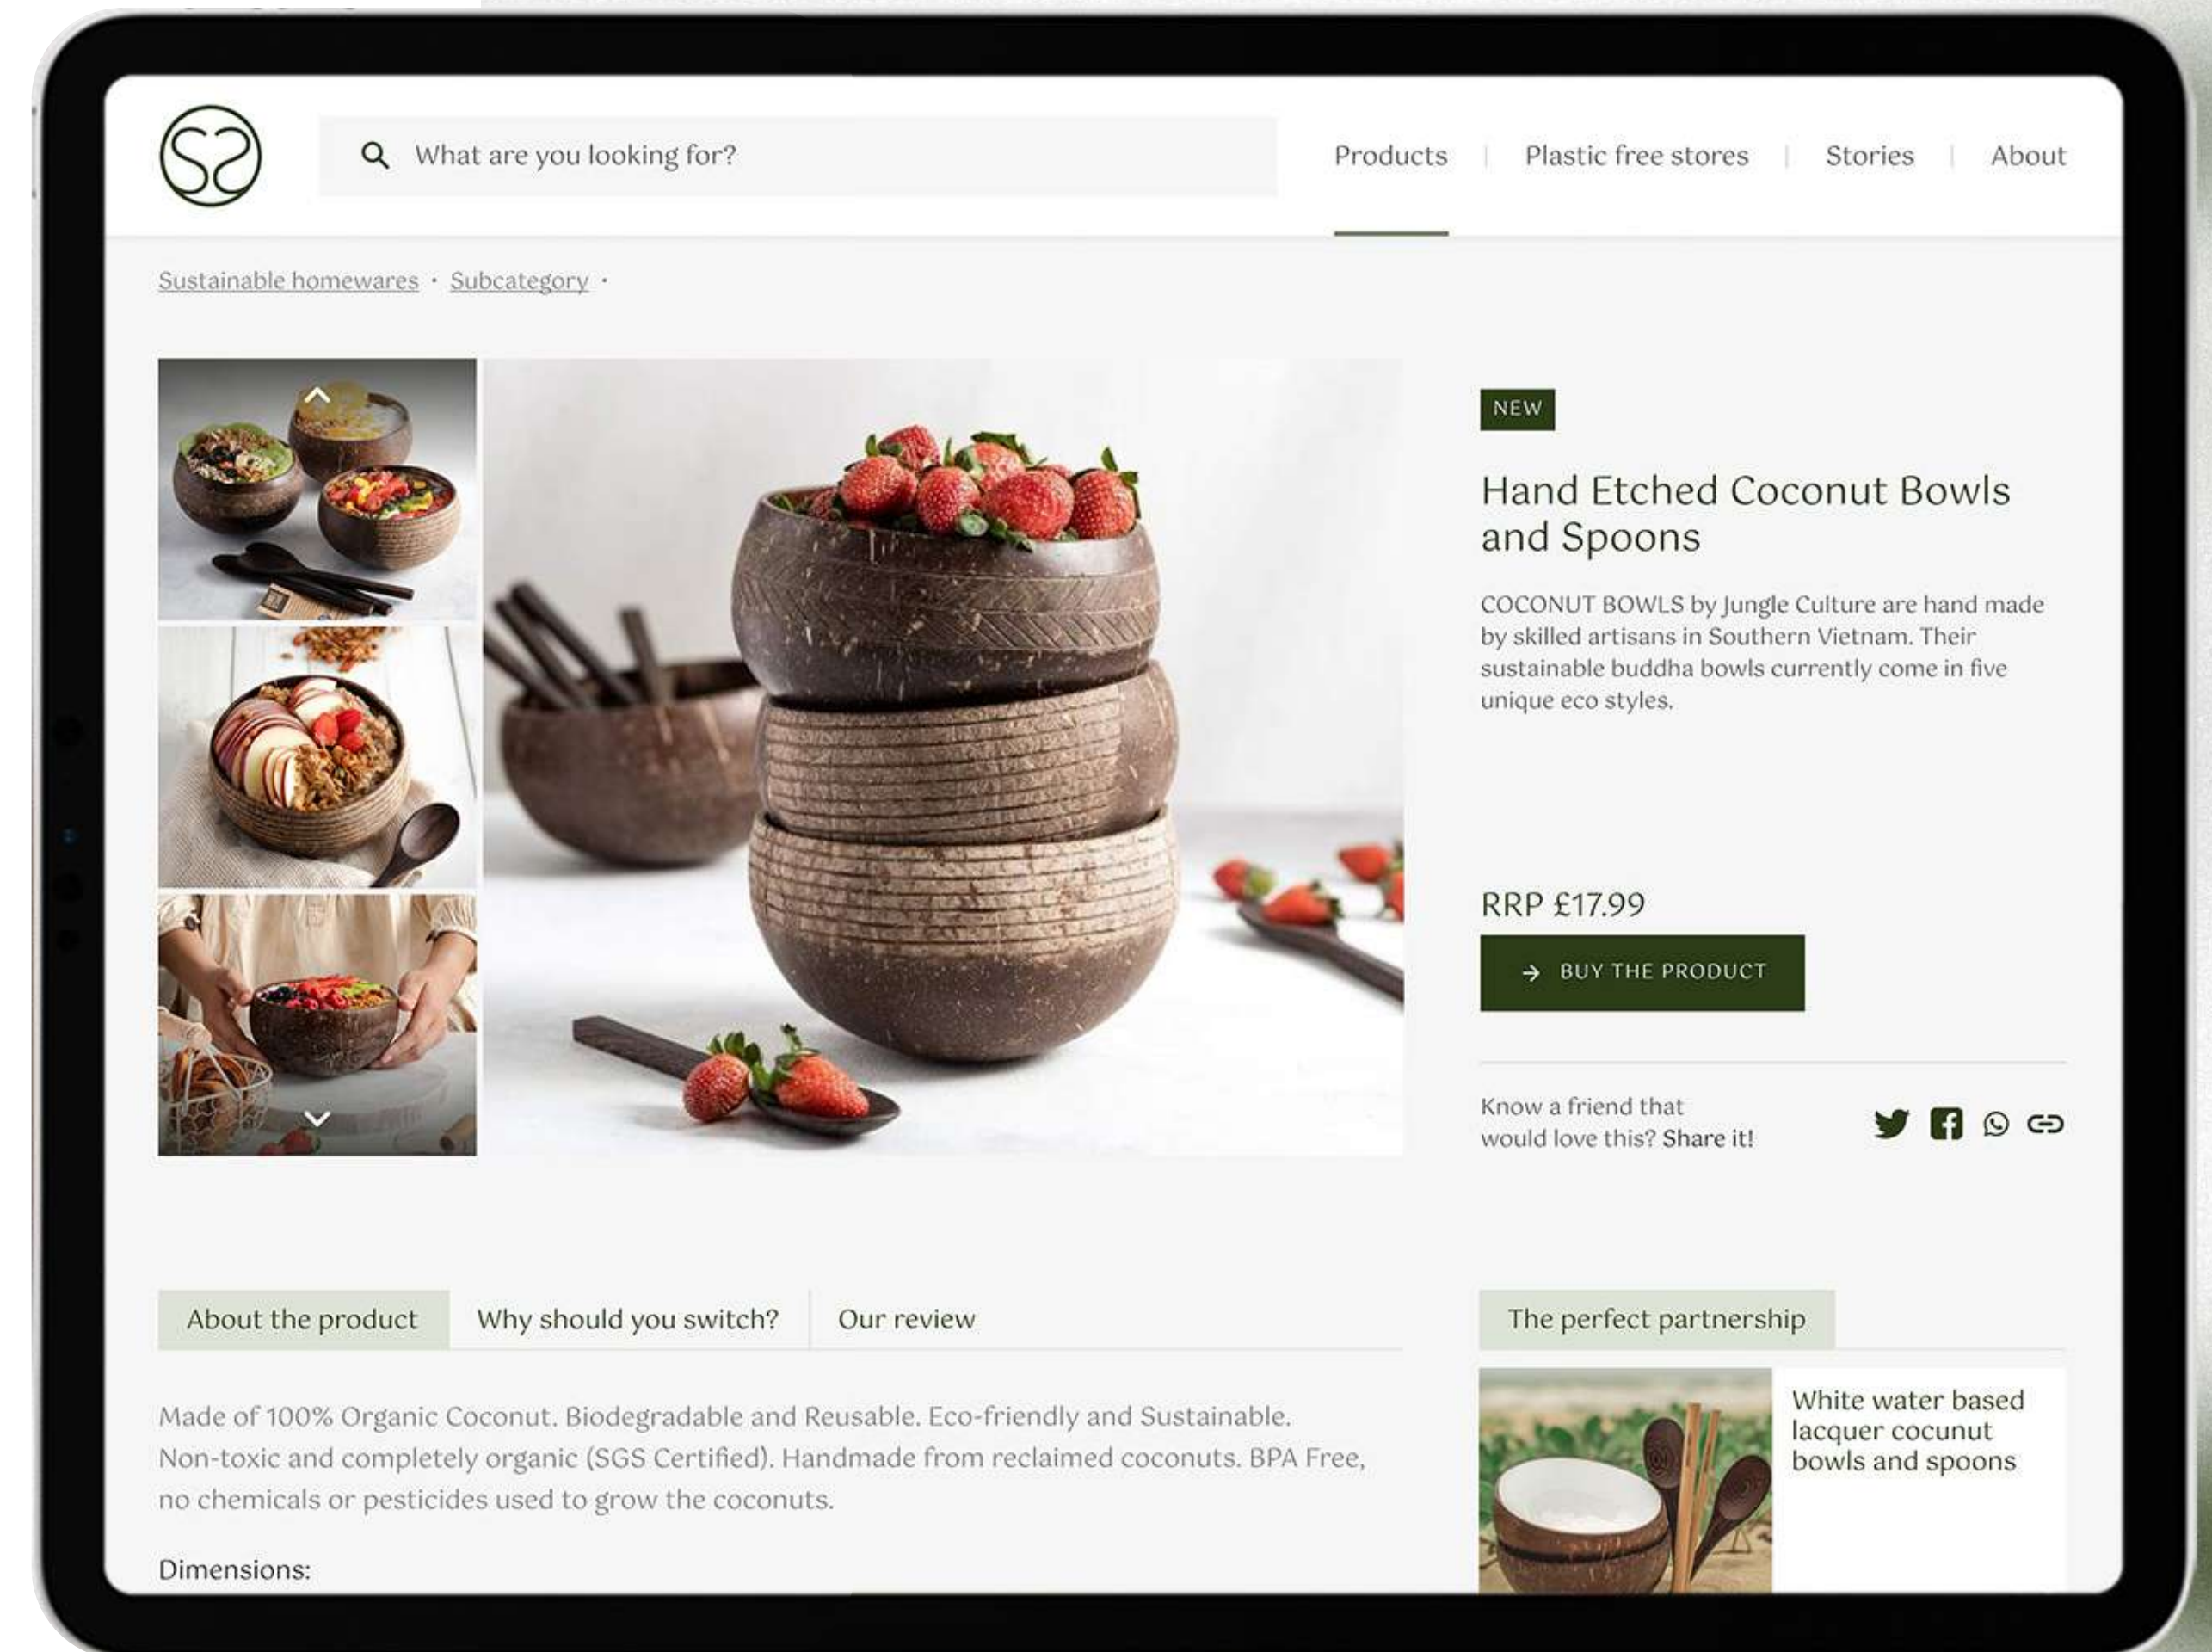 What are you looking for?
Products
Plastic free stores
Stories
About
Sustainable homewares • Subcategory •
NEW
Hand Etched Coconut Bowls
and Spoons
COCONUT BOWLS by Jungle Culture are hand made
by skilled artisans in Southern Vietnam. Their
sustainable buddha bowls currently come in five
unique eco styles.
RRP £17.99
BUY THE PRODUCT
Know a friend that
would love this? Share it!
About the product
Why should you switch?
Our review
Made of 100% Organic Coconut. Biodegradable and Reusable. Eco-friendly and Sustainable.
Non-toxic and completely organic (SGS Certified). Handmade from reclaimed coconuts. BPA Free,
no chemicals or pesticides used to grow the coconuts.
Dimensions:
The perfect partnership
White water based
lacquer cocunut
bowls and spoons